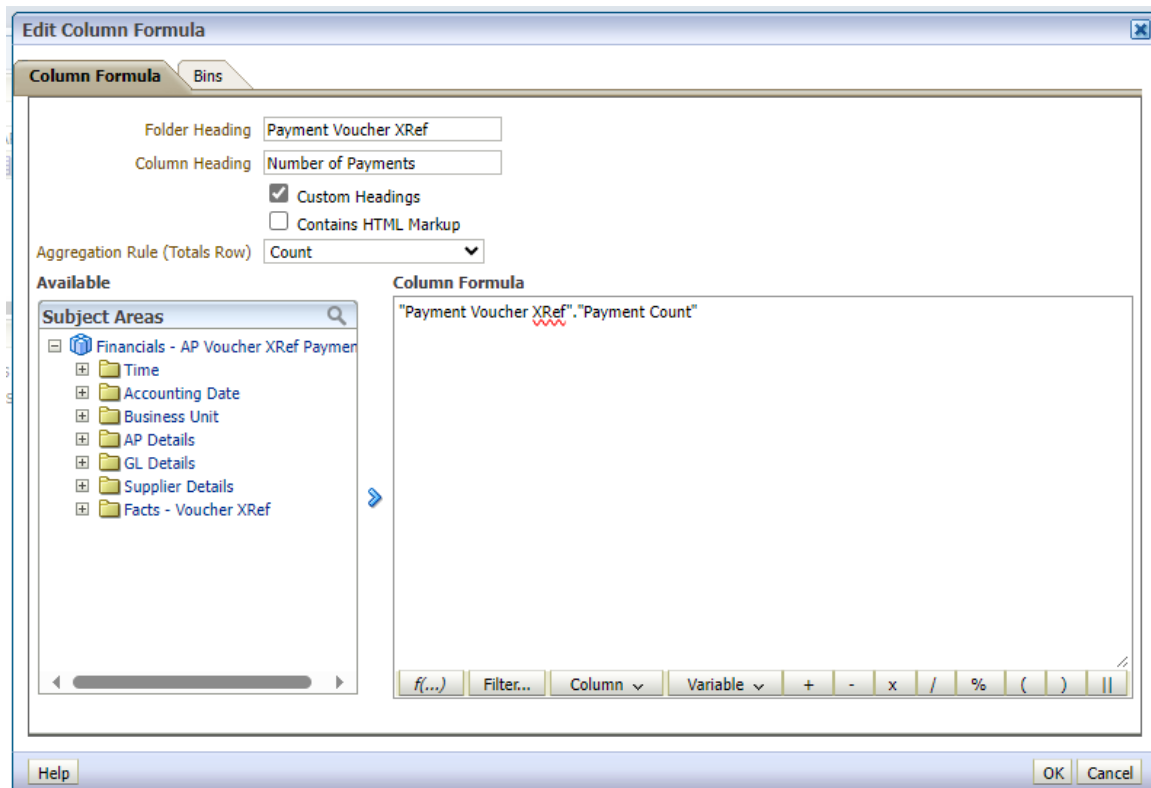 Edit Column Formula
Column Formula Bins
Folder Heading Payment Voucher XRef
Column Heading Number of Payments
Custom Headings
Contains HTML Markup
Aggregation Rule (Totals Row) Count
Available
Subject Areas
Financials - AP Voucher XRef Paymen
Time
Accounting Date
Business Unit
AP Details
GL Details
Supplier Details
Facts - Voucher XRef
Column Formula
"Payment Voucher XRef"."Payment Count"
f(...) Filter... Column Variable + - x / % ( ) ||
Help OK Cancel